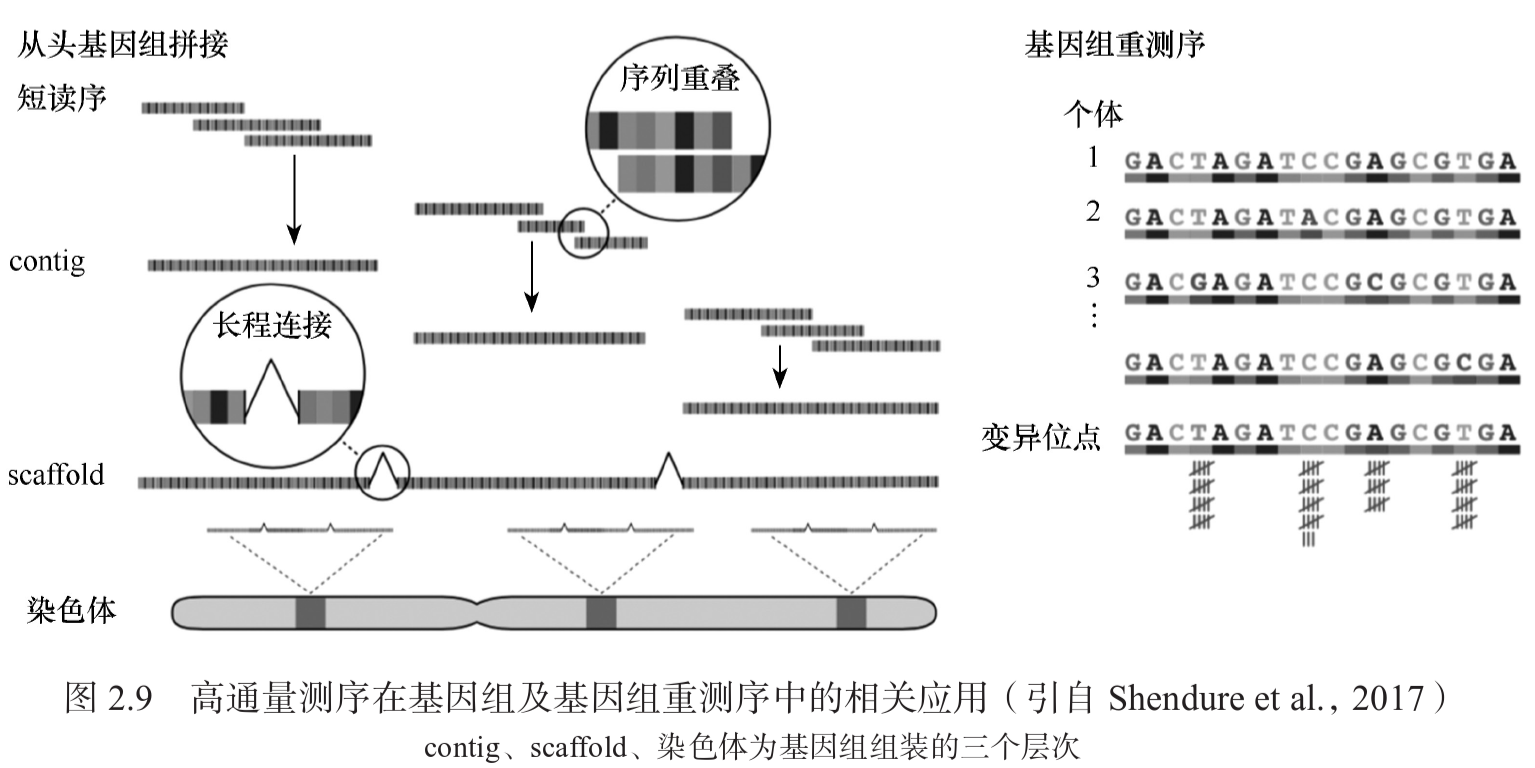 从头基因组拼接
短读序
序列重叠
contig
长程连接
scaffold
染色体
基因组重测序
个体
1 GACTAGATCCGAGCGTGA
2 GACTAGATACGAGCGTGA
3 GACGAGATCCGCGCGTGA
⋮
GACTAGATCCGAGCGCGA
变异位点 GACTAGATCCGAGCGTGA
图 2.9 高通量测序在基因组及基因组重测序中的相关应用（引自 Shendure et al., 2017）
contig、scaffold、染色体为基因组组装的三个层次